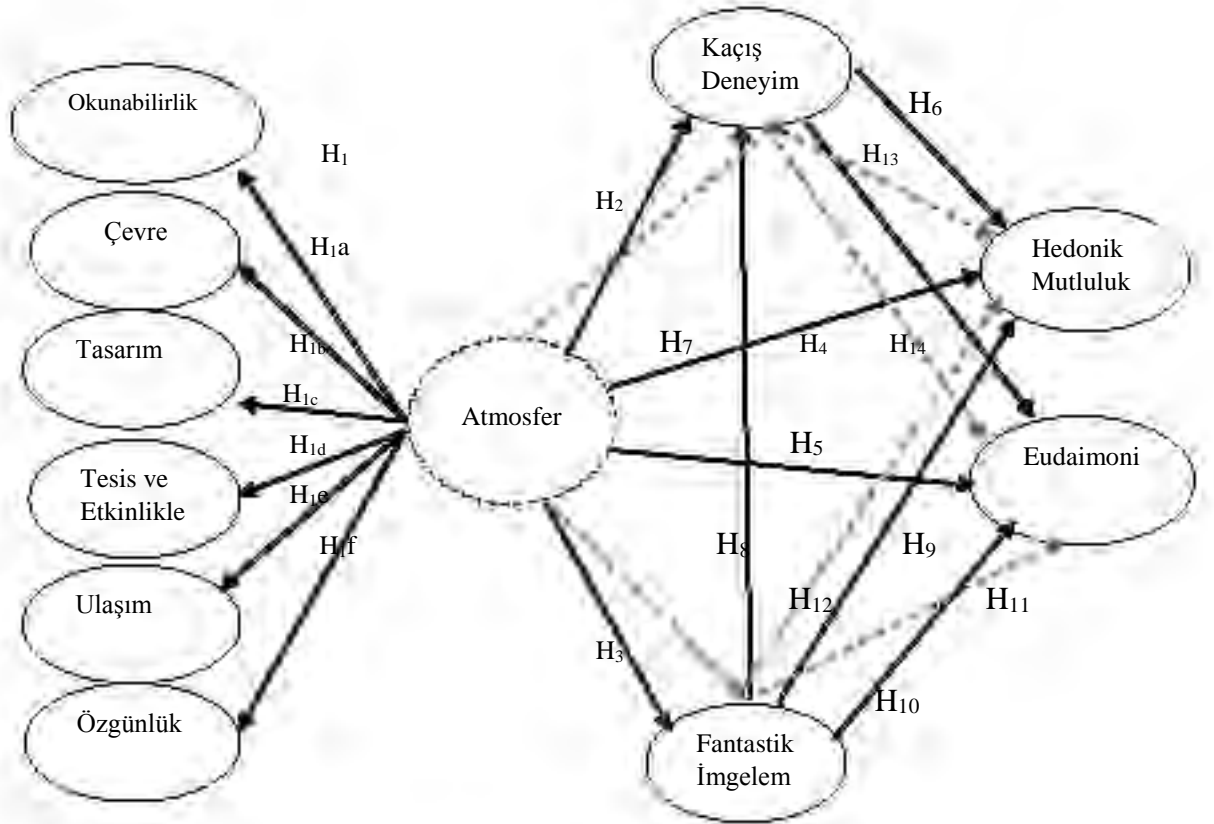 Okunabilirlik
Çevre
Tasarım
Tesis ve
Etkinlikle
Ulaşım
Özgünlük
H1
H1a
H1b
H1c
H1d
H1e
H1f
Atmosfer
H2
H3
Kaçış
Deneyim
H6
H13
H7
H4
H14
H5
H8
H9
H12
H11
H10
Hedonik
Mutluluk
Eudaimoni
Fantastik
İmgelem